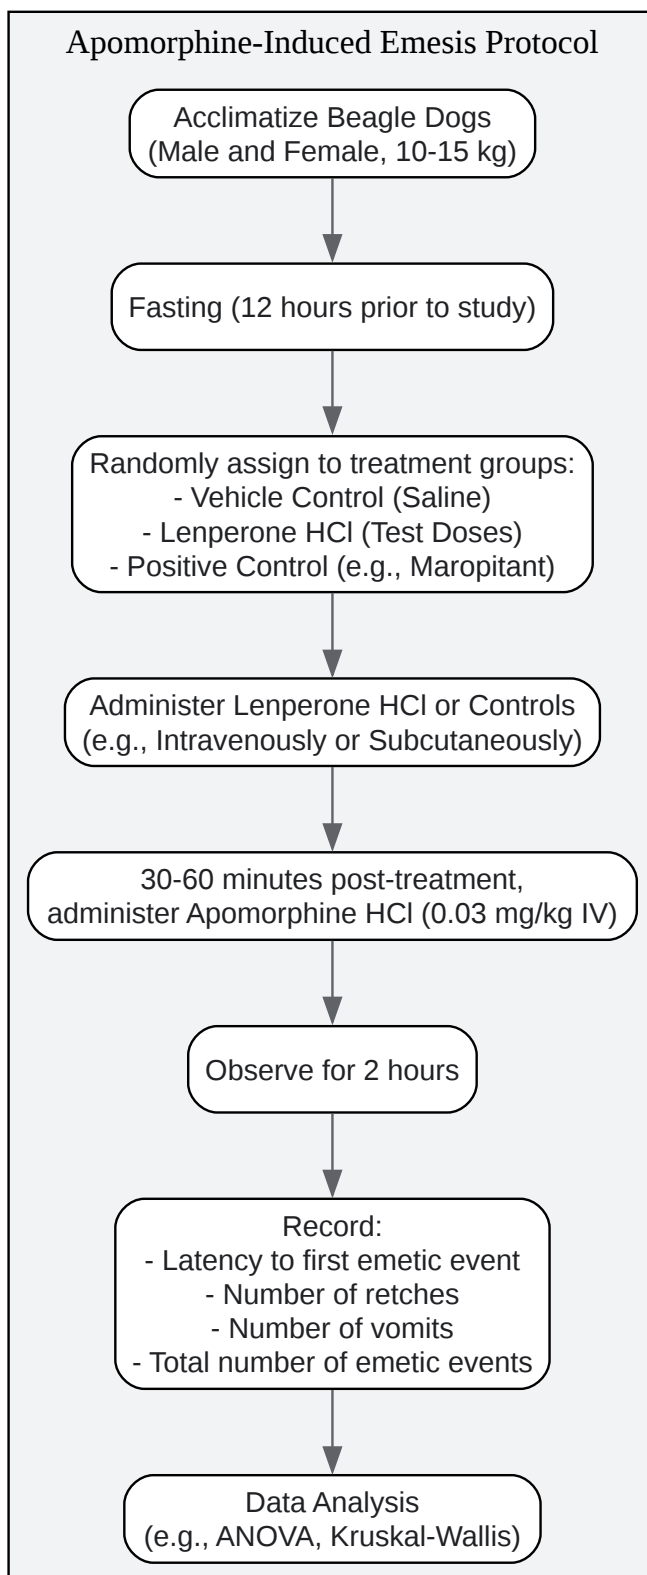 Apomorphine-Induced Emesis Protocol
Acclimatize Beagle Dogs
(Male and Female, 10-15 kg)
Fasting (12 hours prior to study)
Randomly assign to treatment groups:
- Vehicle Control (Saline)
- Lenperone HCl (Test Doses)
- Positive Control (e.g., Maropitant)
Administer Lenperone HCl or Controls
(e.g., Intravenously or Subcutaneously)
30-60 minutes post-treatment,
administer Apomorphine HCl (0.03 mg/kg IV)
Observe for 2 hours
Record:
- Latency to first emetic event
- Number of retches
- Number of vomits
- Total number of emetic events
Data Analysis
(e.g., ANOVA, Kruskal-Wallis)